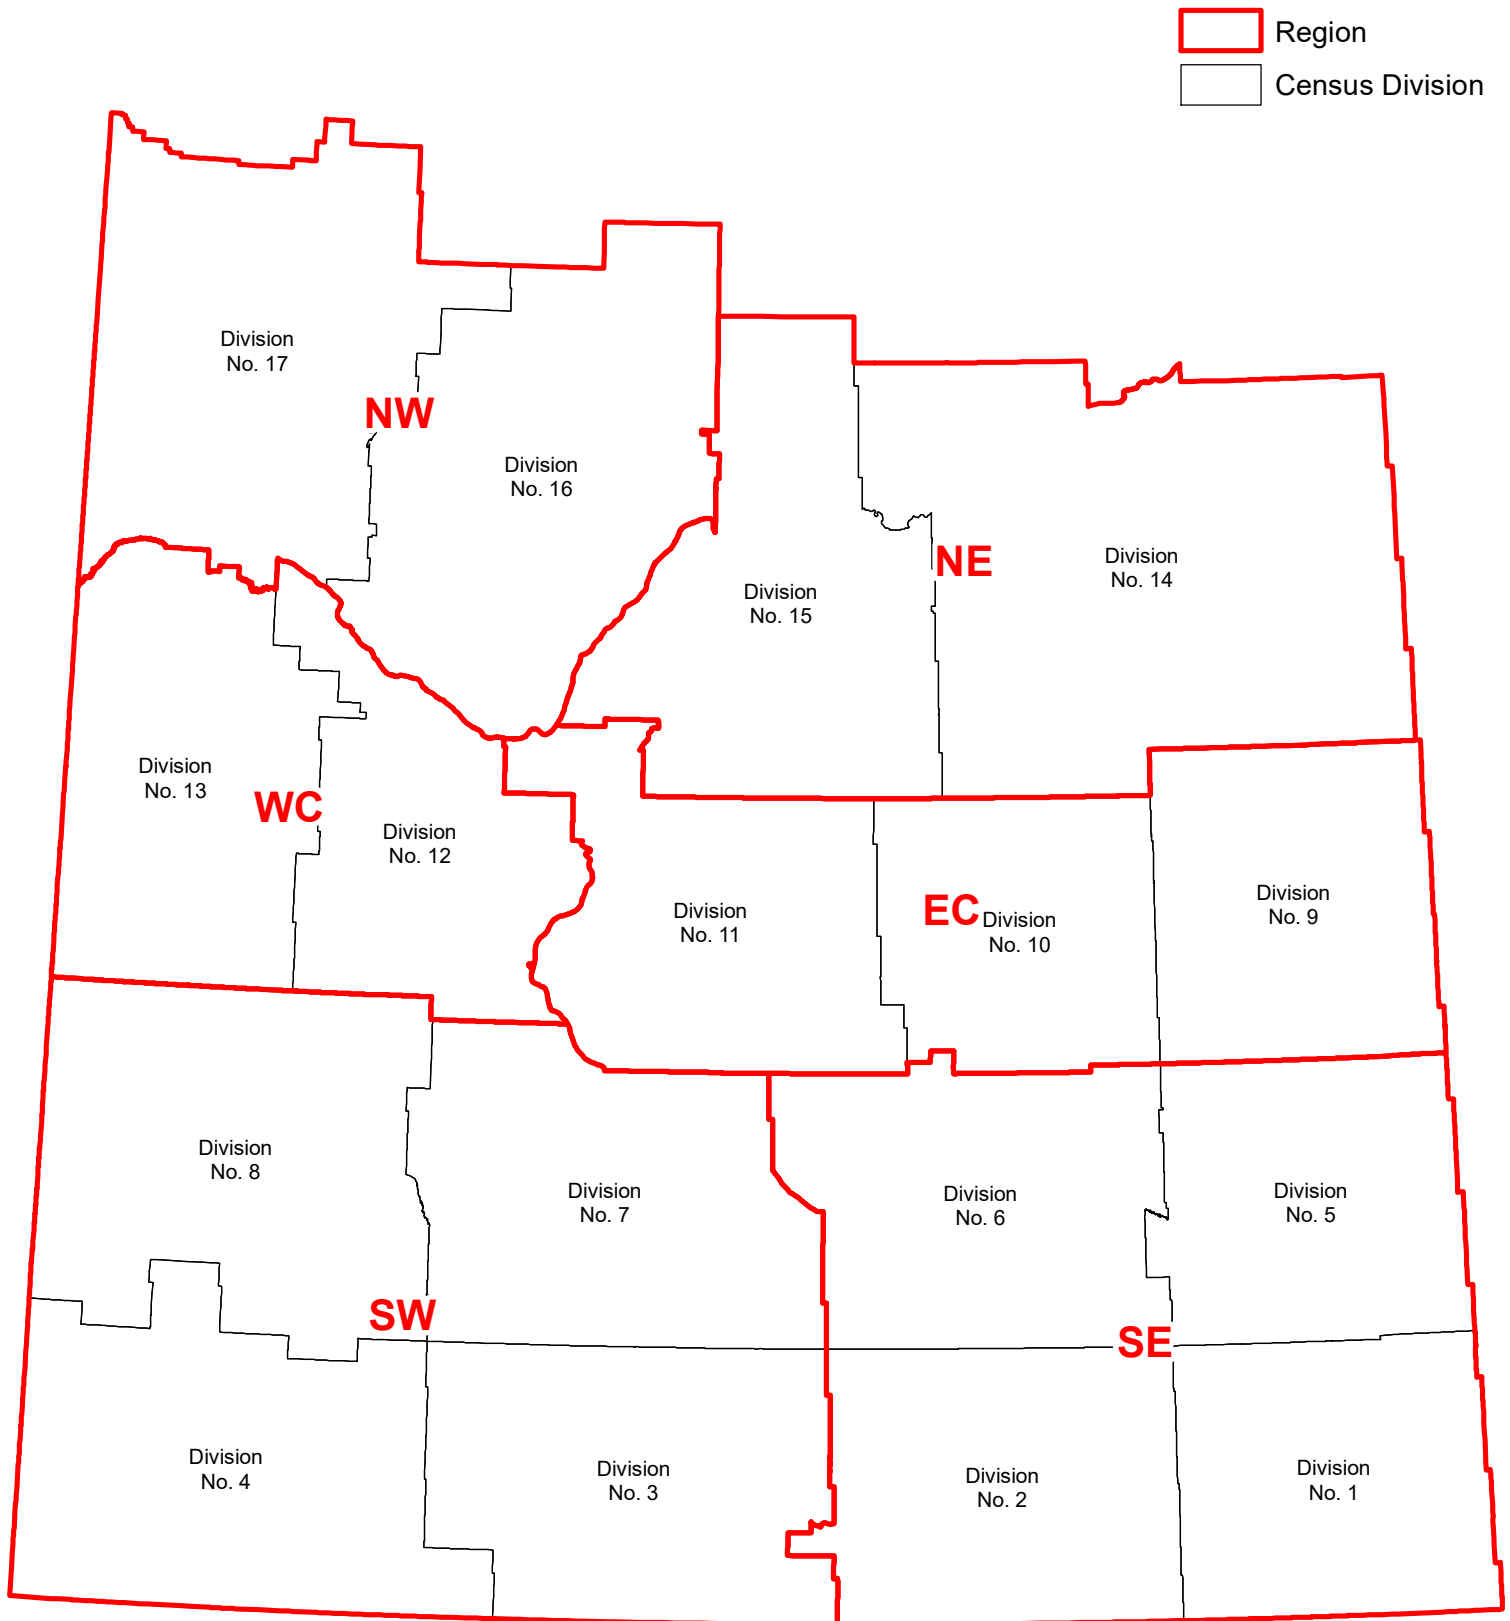 Region
Census Division
Division
No. 17
NW
Division
No. 16
NE
Division
No. 14
Division
No. 15
Division
No. 13
WC
Division
No. 12
Division
No. 11
EC
Division
No. 10
Division
No. 9
Division
No. 8
Division
No. 7
Division
No. 6
Division
No. 5
SW
SE
Division
No. 4
Division
No. 3
Division
No. 2
Division
No. 1